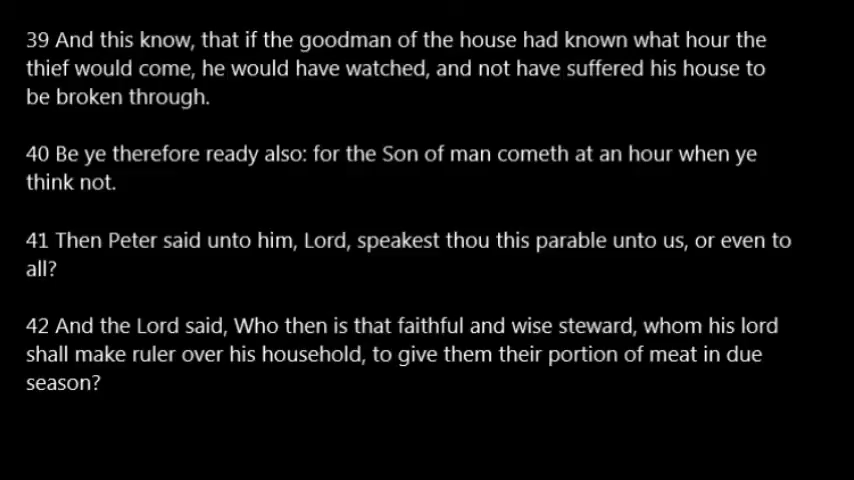 39 And this know, that if the goodman of the house had known what hour the
thief would come, he would have watched, and not have suffered his house to
be broken through.
40 Be ye therefore ready also: for the Son of man cometh at an hour when ye
think not.
41 Then Peter said unto him, Lord, speakest thou this parable unto us, or even to
all?
42 And the Lord said, Who then is that faithful and wise steward, whom his lord
shall make ruler over his household, to give them their portion of meat in due
season?